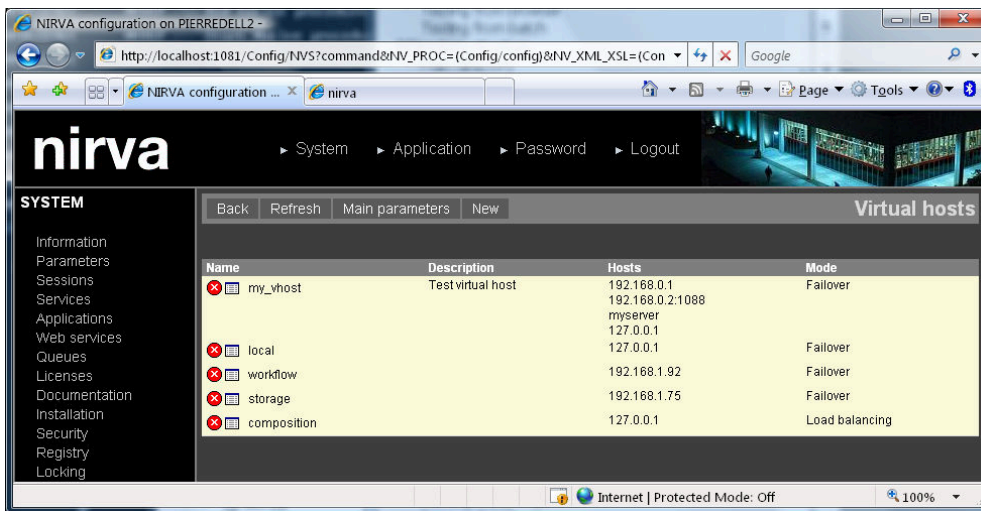 NIRVA configuration on PIERREDELL2 -
http://localhost:1081/Config/NVS?command&NV_PROC=(Config/config)&NV_XML_XSL=(Con
Google
NIRVA configuration ...
nirva
Page
Tools
nirva
System
Application
Password
Logout
SYSTEM
Back
Refresh
Main parameters
New
Virtual hosts
Information
Parameters
Sessions
Services
Applications
Web services
Queues
Licenses
Documentation
Installation
Security
Registry
Locking
Name Description Hosts Mode
my_vhost Test virtual host 192.168.0.1 Failover
192.168.0.2:1088
myserver
127.0.0.1
local 127.0.0.1 Failover
workflow 192.168.1.92 Failover
storage 192.168.1.75 Failover
composition 127.0.0.1 Load balancing
Internet | Protected Mode: Off
100%